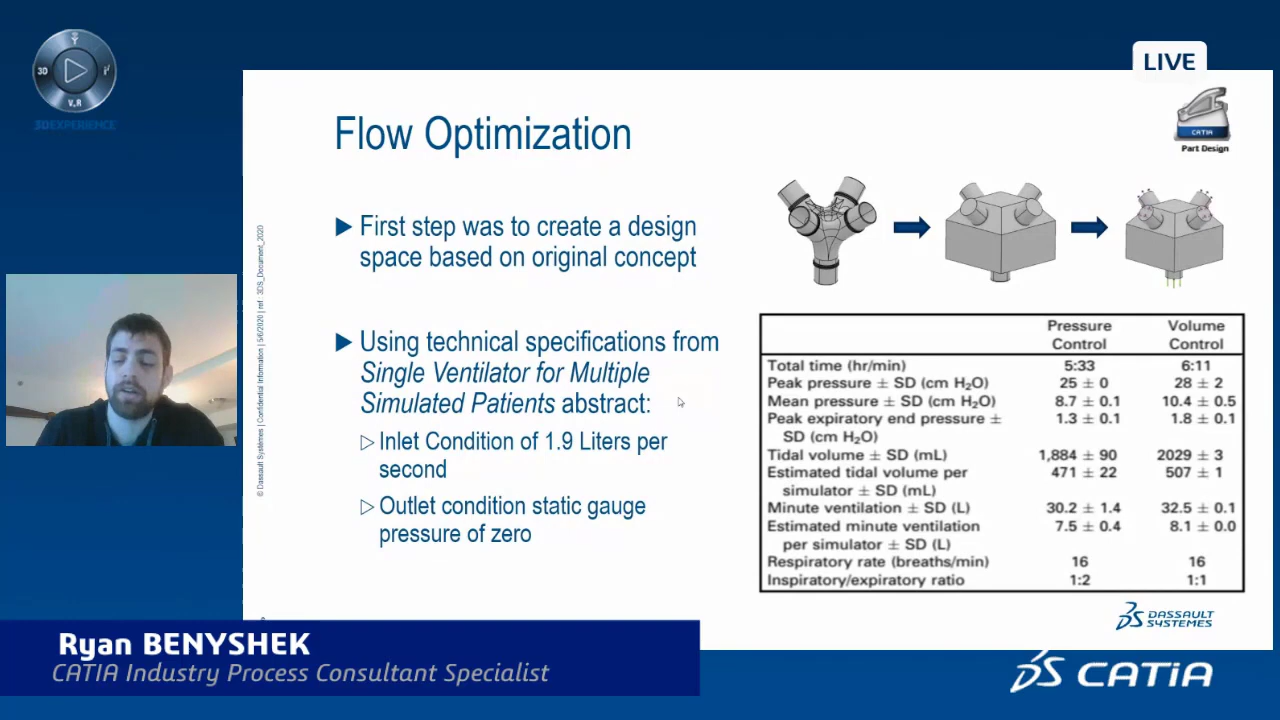 LIVE
3D
V,R
3DEXPERIENCE
CATIA
Part Design
Flow Optimization
▶ First step was to create a design
space based on original concept
▶ Using technical specifications from
Single Ventilator for Multiple
Simulated Patients abstract:
▷ Inlet Condition of 1.9 Liters per
second
▷ Outlet condition static gauge
pressure of zero
© Dassault Systèmes | Confidential Information | 5/6/2020 | ref.: 3DS_Document_2020
Pressure Control Volume Control
Total time (hr/min) 5:33 6:11
Peak pressure ± SD (cm H₂O) 25 ± 0 28 ± 2
Mean pressure ± SD (cm H₂O) 8.7 ± 0.1 10.4 ± 0.5
Peak expiratory end pressure ± 1.3 ± 0.1 1.8 ± 0.1
SD (cm H₂O)
Tidal volume ± SD (mL) 1,884 ± 90 2029 ± 3
Estimated tidal volume per 471 ± 22 507 ± 1
simulator ± SD (mL)
Minute ventilation ± SD (L) 30.2 ± 1.4 32.5 ± 0.1
Estimated minute ventilation 7.5 ± 0.4 8.1 ± 0.0
per simulator ± SD (L)
Respiratory rate (breaths/min) 16 16
Inspiratory/expiratory ratio 1:2 1:1
DASSAULT
SYSTEMES
Ryan BENYSHEK
CATIA Industry Process Consultant Specialist
CATIA